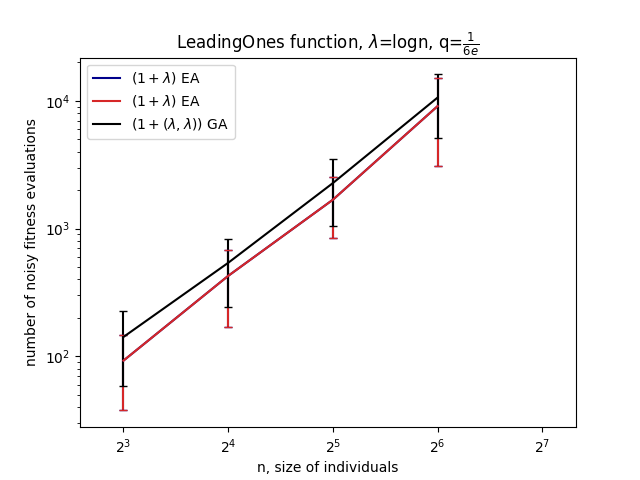 LeadingOnes function, λ=logn, q=1/6e
(1 + λ) EA
(1 + λ) EA
(1 + (λ, λ)) GA
10^4
10^3
10^2
number of noisy fitness evaluations
2^3 2^4 2^5 2^6 2^7
n, size of individuals